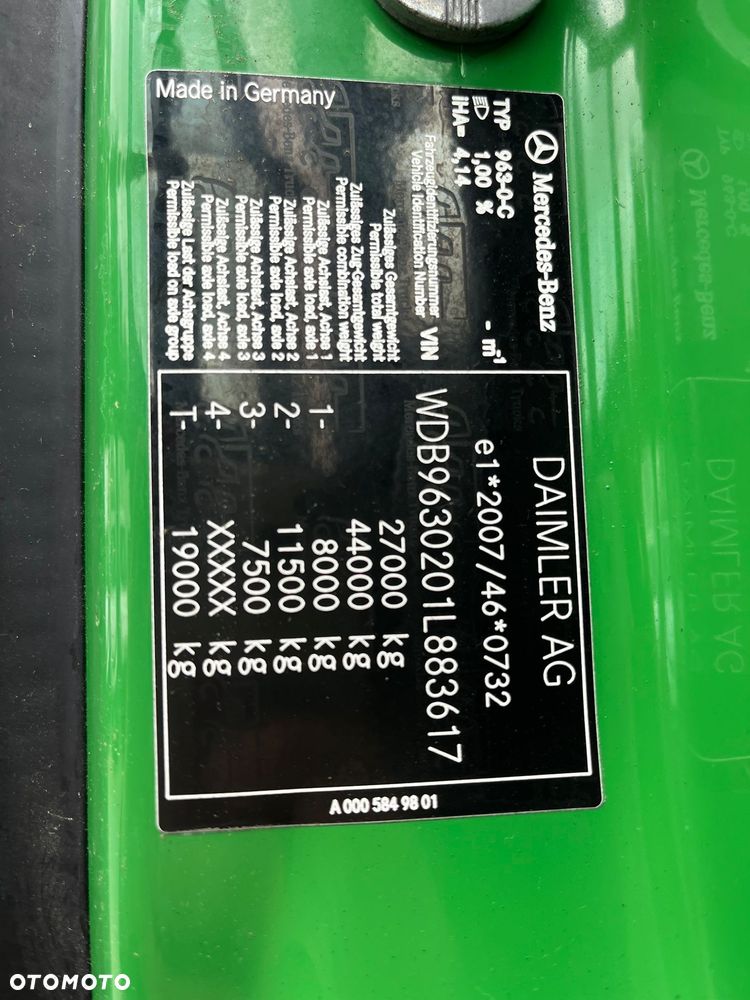 Mercedes-Benz
TYP 963-0-C
1,00 % - m-1
iHA= 4,14
DAIMLER AG
e1*2007/46*0732
Fahrzeugidentifizierungsnummer
Vehicle Identification Number VIN
WDB9630201L883617
Zulässiges Gesamtgewicht
Permissible total weight
27000 kg
Zulässiges Zug-Gesamtgewicht
Permissible combination weight
44000 kg
Zulässige Achslast, Achse 1
Permissible axle load, axle 1
1- 8000 kg
Zulässige Achslast, Achse 2
Permissible axle load, axle 2
2- 11500 kg
Zulässige Achslast, Achse 3
Permissible axle load, axle 3
3- 7500 kg
Zulässige Achslast, Achse 4
Permissible axle load, axle 4
4- XXXXX kg
Zulässige Last der Achsgruppe
Permissible load on axle group
T- 19000 kg
Made in Germany
A 000 584 98 01
OTOMOTO